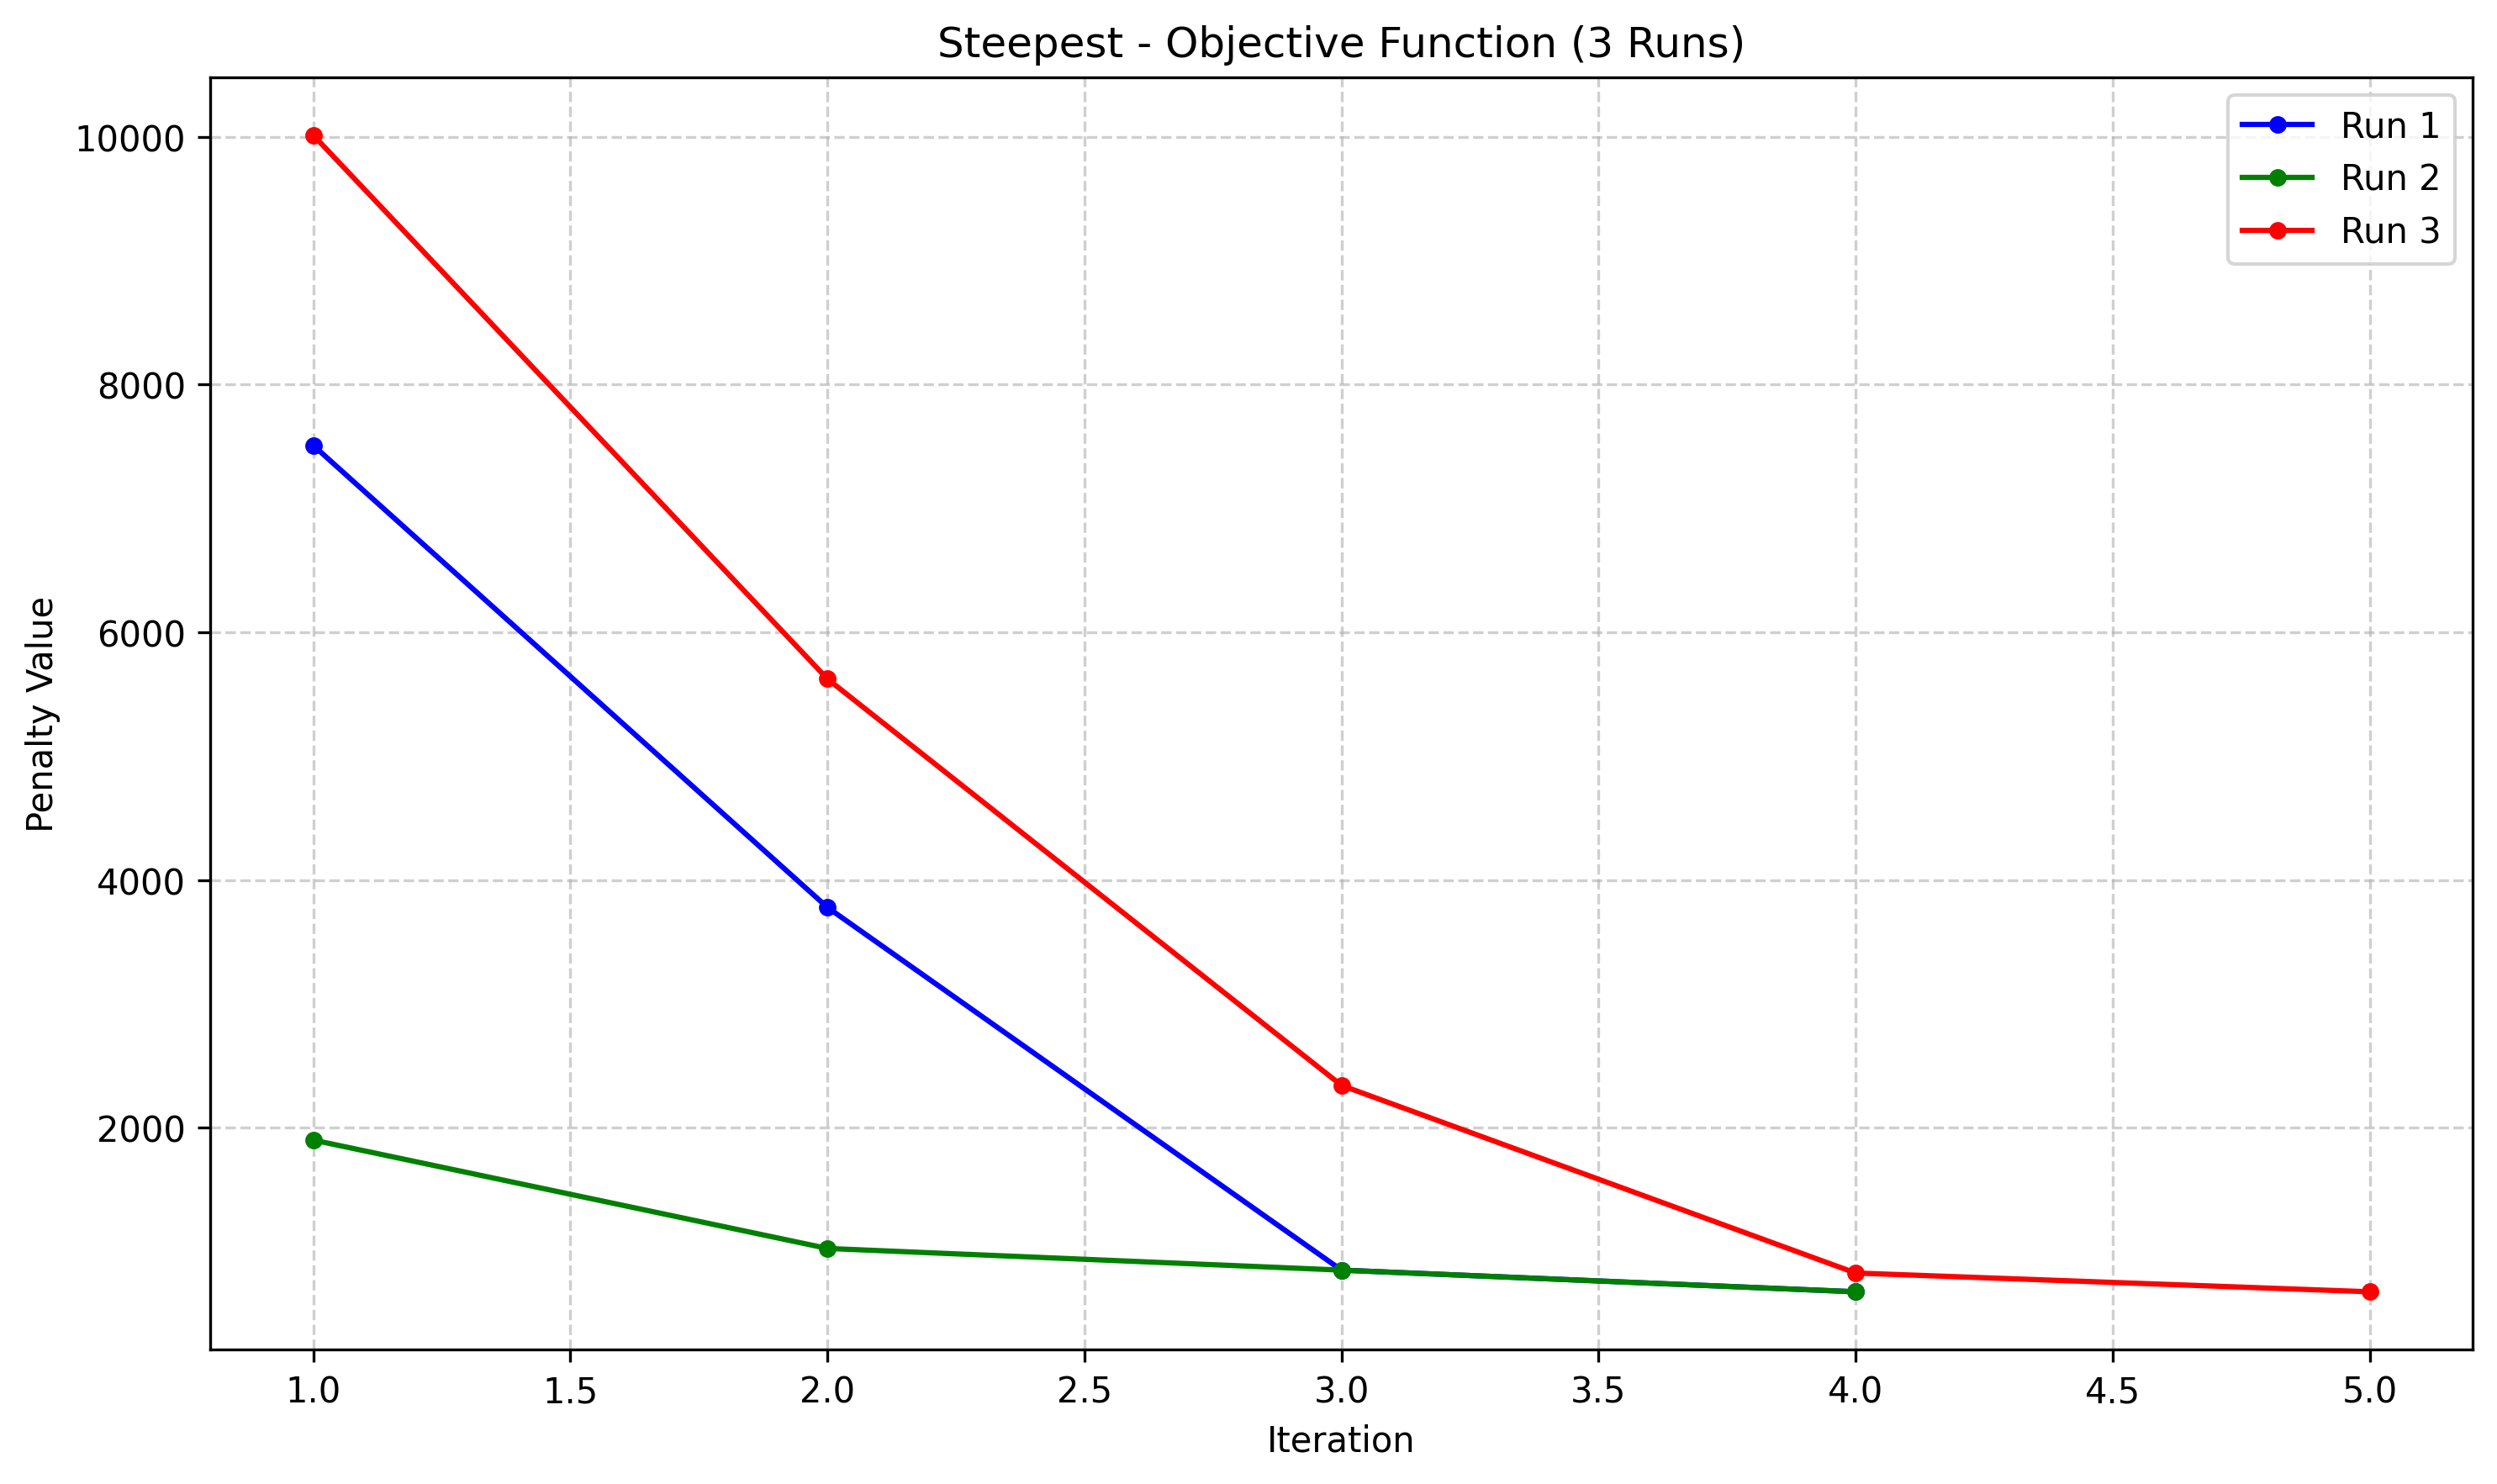 Steepest - Objective Function (3 Runs)
Run 1
Run 2
Run 3
10000
8000
6000
4000
2000
Penalty Value
1.0 1.5 2.0 2.5 3.0 3.5 4.0 4.5 5.0
Iteration